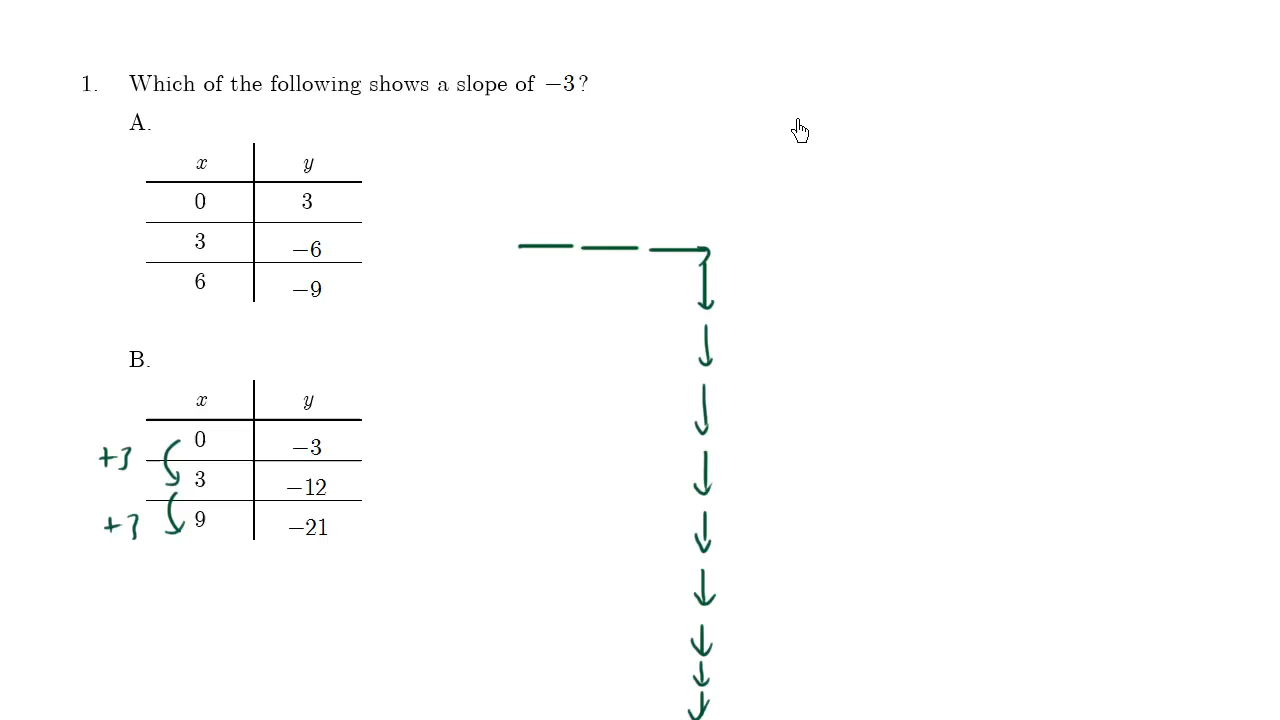 1. Which of the following shows a slope of −3?
A.
x y
0 3
3 −6
6 −9
B.
x y
0 −3
+3
3 −12
+3
9 −21